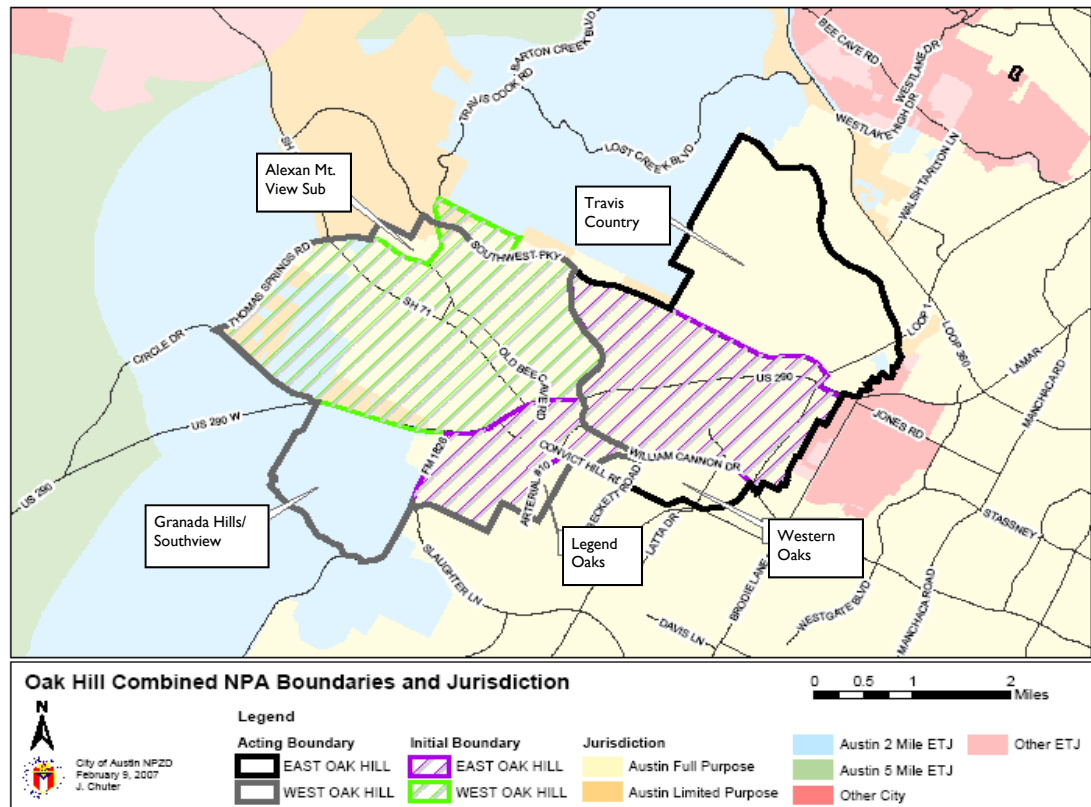 BARTON CREEK BLVD
BEE CAVE RD
WESTLAKE DR
TRAVIS COOK RD
WESTLAKE HIGH DR
SH
LOST CREEK BLVD
WALSH TARLTON LN
Alexan Mt.
View Sub
Travis
Country
SOUTHWEST PKY
THOMAS SPRINGS RD
SH 71
LOOP 1
LOOP 360
CIRCLE DR
OLD BEE CAVE RD
US 290
LAMAR
MANCHACA RD
US 290 W
JONES RD
FM 1826
CONVICT HILL RD
WILLIAM CANNON DR
US 290
ARTERIAL #10
BECKETT ROAD
Granada Hills/
Southview
Legend
Oaks
LATTA DR
Western
Oaks
STASSNEY
SLAUGHTER LN
BRODIE LANE
WESTGATE BLVD
MANCHACA ROAD
DAVIS LN
Oak Hill Combined NPA Boundaries and Jurisdiction
0 0.5 1 2
Miles
N
City of Austin NPZD
February 9, 2007
J. Chuter
Legend
Acting Boundary
EAST OAK HILL
WEST OAK HILL
Initial Boundary
EAST OAK HILL
WEST OAK HILL
Jurisdiction
Austin Full Purpose
Austin Limited Purpose
Austin 2 Mile ETJ
Austin 5 Mile ETJ
Other City
Other ETJ